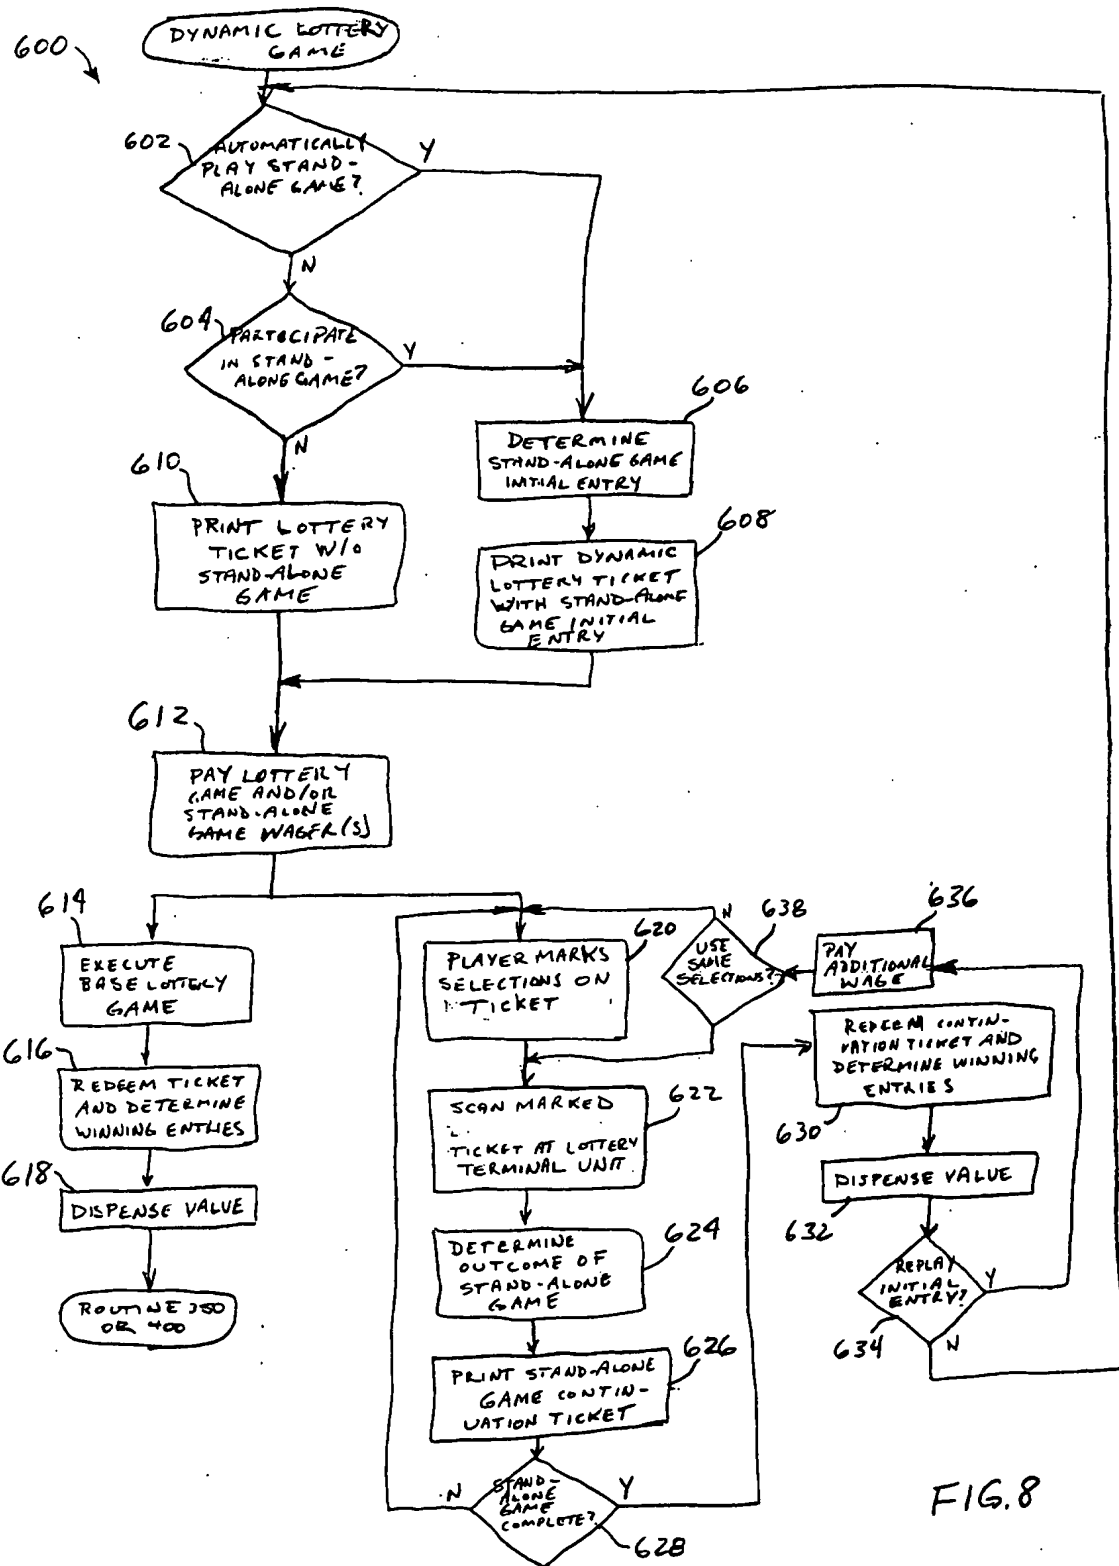 DYNAMIC LOTTERY
GAME
600
602
AUTOMATICALLY
PLAY STAND-
ALONE GAME?
Y
N
604
PARTICIPATE
IN STAND-
ALONE GAME?
Y
N
606
DETERMINE
STAND-ALONE GAME
INITIAL ENTRY
608
PRINT DYNAMIC
LOTTERY TICKET
WITH STAND-ALONE
GAME INITIAL
ENTRY
610
PRINT LOTTERY
TICKET W/O
STAND-ALONE
GAME
612
PAY LOTTERY
GAME AND/OR
STAND-ALONE
GAME WAGER(S)
614
EXECUTE
BASE LOTTERY
GAME
616
REDEEM TICKET
AND DETERMINE
WINNING ENTRIES
618
DISPENSE VALUE
ROUTINE 350
OR 400
620
PLAYER MARKS
SELECTIONS ON
TICKET
622
SCAN MARKED
TICKET AT LOTTERY
TERMINAL UNIT
624
DETERMINE
OUTCOME OF
STAND-ALONE
GAME
626
PRINT STAND-ALONE
GAME CONTIN-
UATION TICKET
N
STAND-
ALONE
GAME
COMPLETE?
Y
628
N
638
USE
SAME
SELECTIONS?
636
PAY
ADDITIONAL
WAGE
REDEEM CONTIN-
UATION TICKET AND
DETERMINE WINNING
ENTRIES
630
DISPENSE VALUE
632
REPLAY
INITIAL
ENTRY?
Y
634
N
FIG. 8